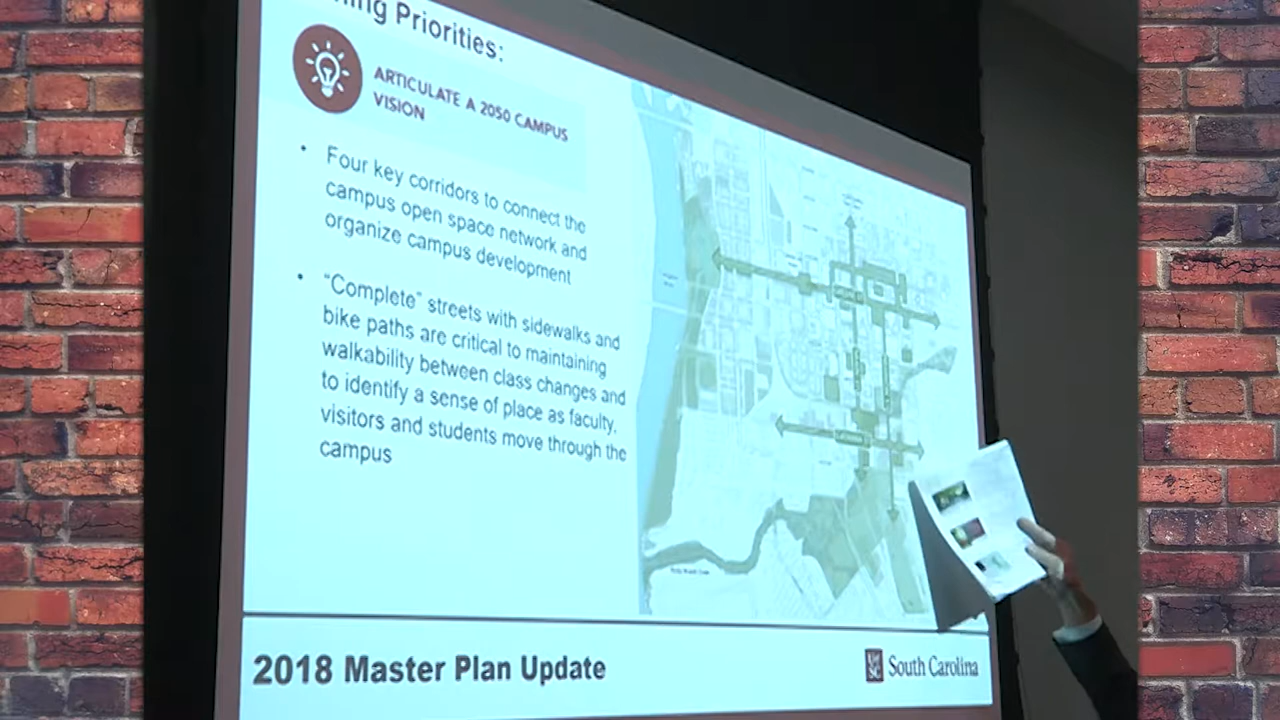 ing Priorities:
ARTICULATE A 2050 CAMPUS
VISION
• Four key corridors to connect the
campus open space network and
organize campus development
• “Complete” streets with sidewalks and
bike paths are critical to maintaining
walkability between class changes and
to identify a sense of place as faculty,
visitors and students move through the
campus
2018 Master Plan Update
South Carolina